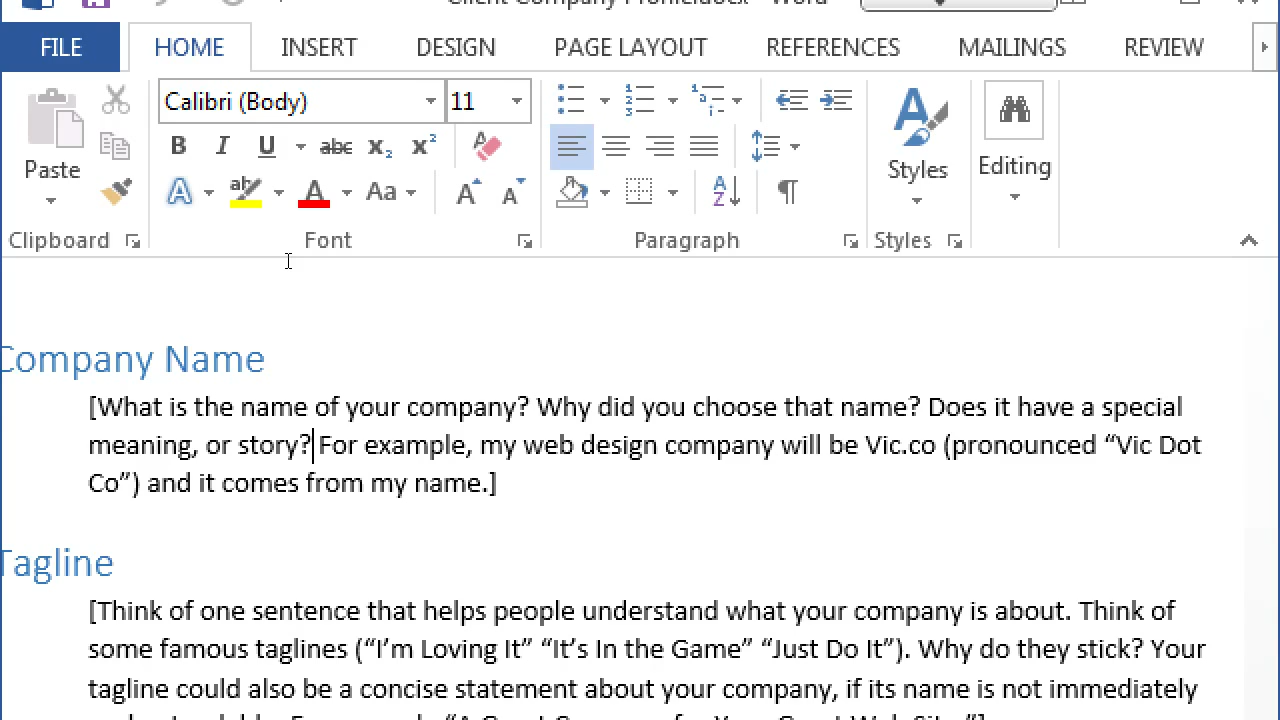 Client Company Profile.docx - Word
FILE HOME INSERT DESIGN PAGE LAYOUT REFERENCES MAILINGS REVIEW
Calibri (Body) 11
B I U abc x₂ x²
Paste Styles Editing
A ab A Aa A A A Z ¶
Clipboard Font Paragraph Styles
Company Name
[What is the name of your company? Why did you choose that name? Does it have a special
meaning, or story? For example, my web design company will be Vic.co (pronounced “Vic Dot
Co”) and it comes from my name.]
Tagline
[Think of one sentence that helps people understand what your company is about. Think of
some famous taglines (“I’m Loving It” “It’s In the Game” “Just Do It”). Why do they stick? Your
tagline could also be a concise statement about your company, if its name is not immediately